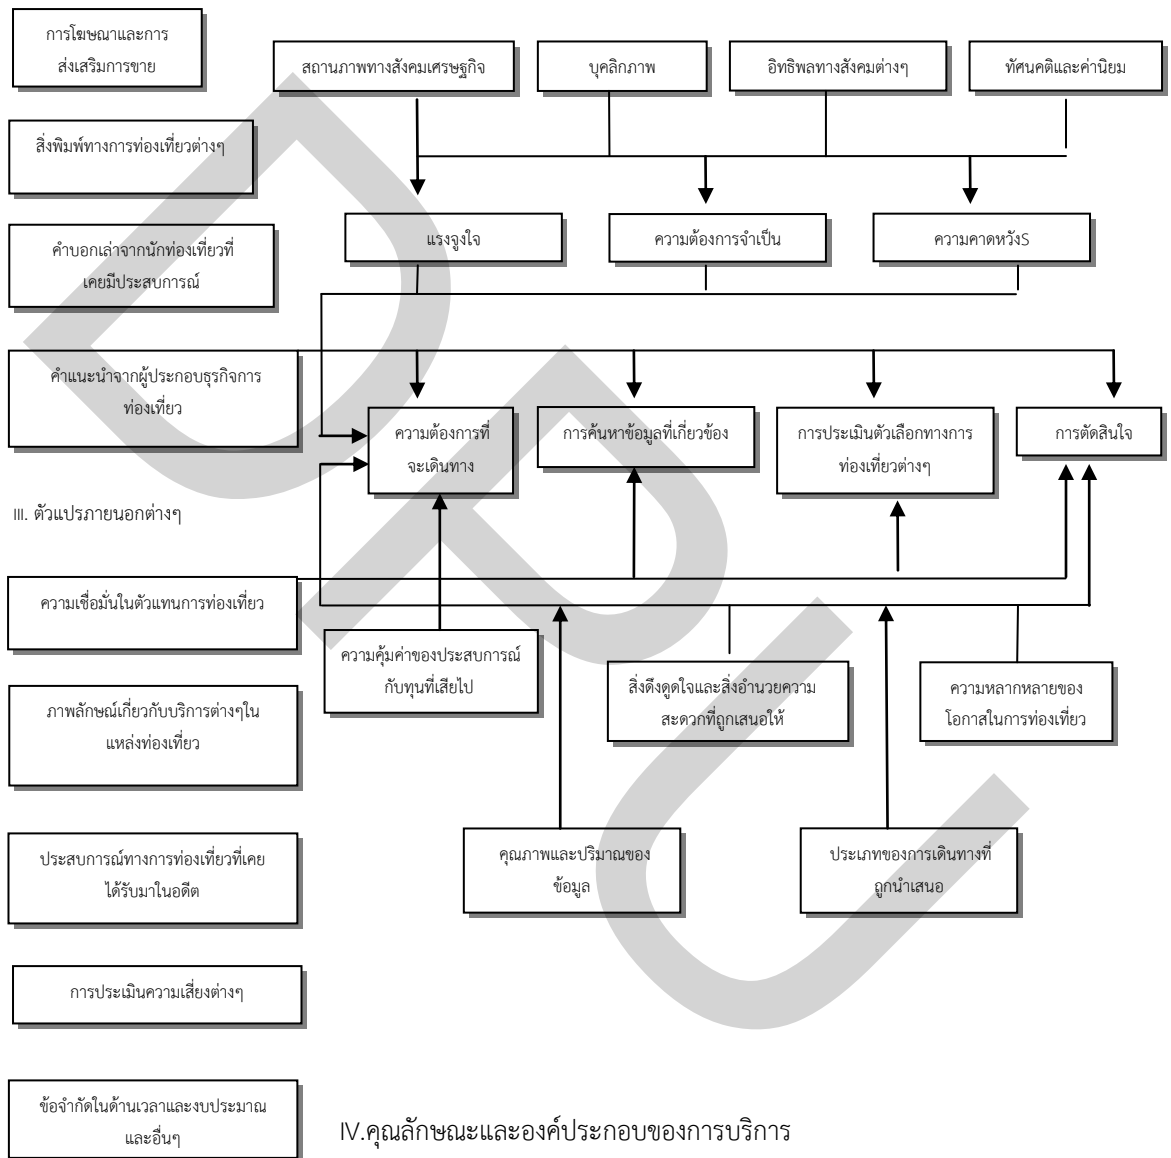 การโฆษณาและการ
ส่งเสริมการขาย
สถานภาพทางสังคมเศรษฐกิจ
บุคลิกภาพ
อิทธิพลทางสังคมต่างๆ
ทัศนคติและค่านิยม
สิ่งพิมพ์ทางการท่องเที่ยวต่างๆ
คำบอกเล่าจากนักท่องเที่ยวที่
เคยมีประสบการณ์
แรงจูงใจ
ความต้องการจำเป็น
ความคาดหวังS
คำแนะนำจากผู้ประกอบธุรกิจการ
ท่องเที่ยว
ความต้องการที่
จะเดินทาง
การค้นหาข้อมูลที่เกี่ยวข้อง
การประเมินตัวเลือกทางการ
ท่องเที่ยวต่างๆ
การตัดสินใจ
III. ตัวแปรภายนอกต่างๆ
ความเชื่อมั่นในตัวแทนการท่องเที่ยว
ความคุ้มค่าของประสบการณ์
กับทุนที่เสียไป
สิ่งดึงดูดใจและสิ่งอำนวยความ
สะดวกที่ถูกเสนอให้
ความหลากหลายของ
โอกาสในการท่องเที่ยว
ภาพลักษณ์เกี่ยวกับบริการต่างๆใน
แหล่งท่องเที่ยว
ประสบการณ์ทางการท่องเที่ยวที่เคย
ได้รับมาในอดีต
คุณภาพและปริมาณของ
ข้อมูล
ประเภทของการเดินทางที่
ถูกนำเสนอ
การประเมินความเสี่ยงต่างๆ
ข้อจำกัดในด้านเวลาและงบประมาณ
และอื่นๆ
IV.คุณลักษณะและองค์ประกอบของการบริการ
DPU